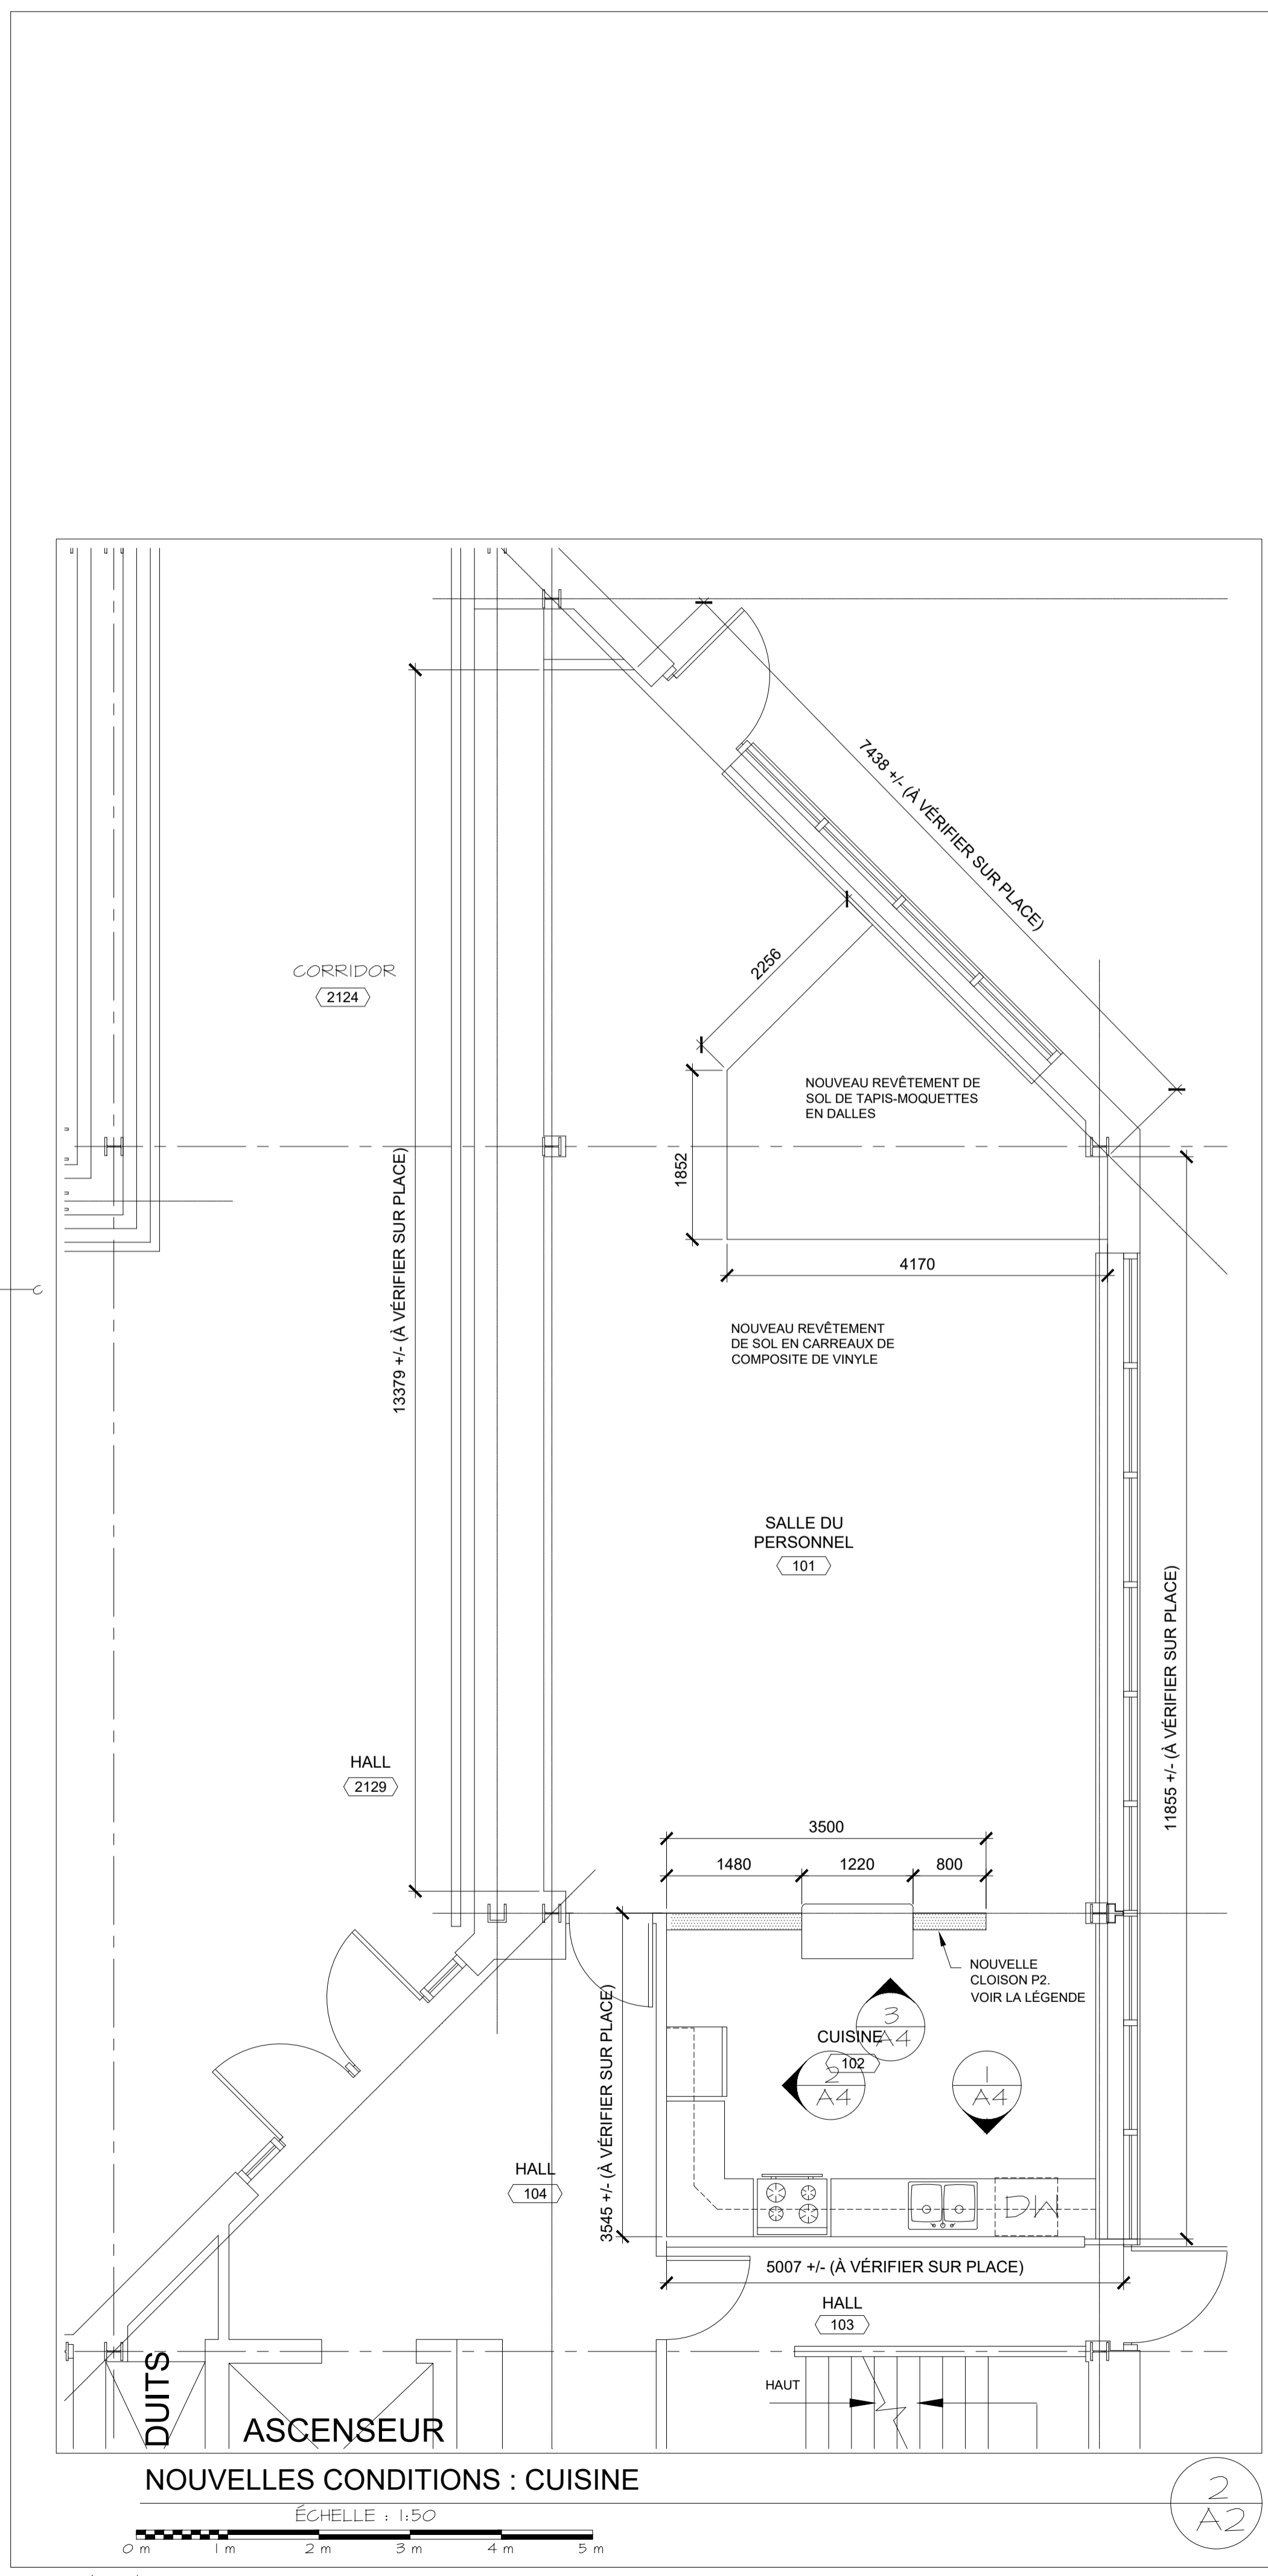 7438 +/- (À VÉRIFIER SUR PLACE)
2256
CORRIDOR
2124
NOUVEAU REVÊTEMENT DE
SOL DE TAPIS-MOQUETTES
EN DALLES
1852
13379 +/- (À VÉRIFIER SUR PLACE)
4170
C
NOUVEAU REVÊTEMENT
DE SOL EN CARREAUX DE
COMPOSITE DE VINYLE
SALLE DU
PERSONNEL
101
11855 +/- (À VÉRIFIER SUR PLACE)
HALL
2129
3500
1480
1220
800
NOUVELLE
CLOISON P2.
VOIR LA LÉGENDE
3545 +/- (À VÉRIFIER SUR PLACE)
3
A4
CUISINE
102
2
A4
1
A4
HALL
104
DW
5007 +/- (À VÉRIFIER SUR PLACE)
HALL
103
HAUT
DUITS
ASCENSEUR
NOUVELLES CONDITIONS : CUISINE
ÉCHELLE : 1:50
0 m 1 m 2 m 3 m 4 m 5 m
2
A2